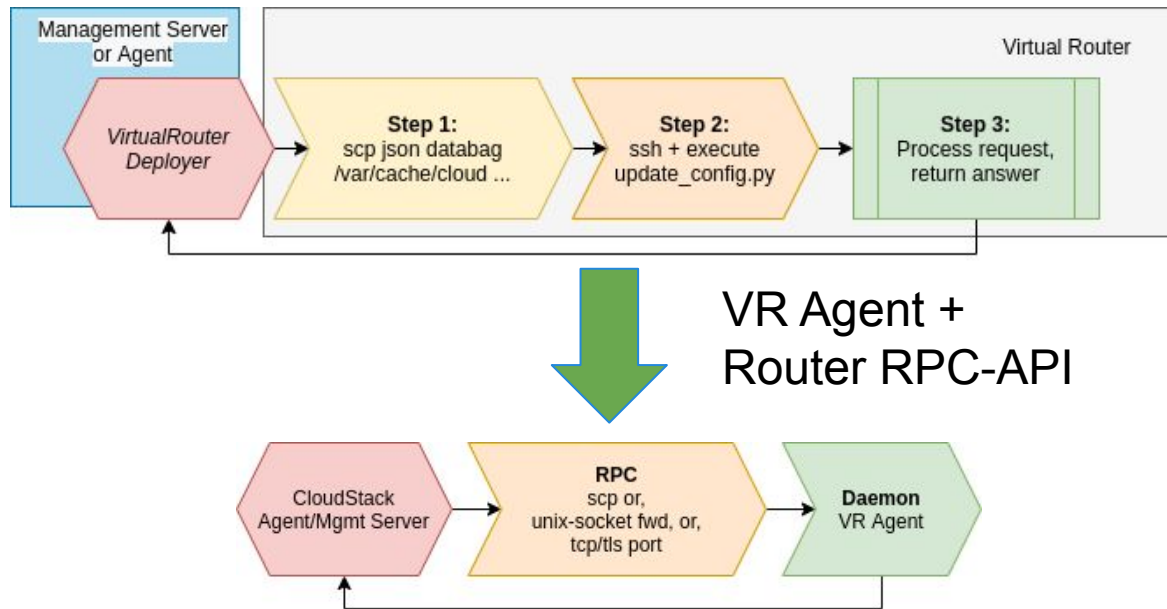 Management Server
or Agent
Virtual Router
VirtualRouter
Deployer
Step 1:
scp json databag
/var/cache/cloud ...
Step 2:
ssh + execute
update_config.py
Step 3:
Process request,
return answer
VR Agent +
Router RPC-API
CloudStack
Agent/Mgmt Server
RPC
scp or,
unix-socket fwd, or,
tcp/tls port
Daemon
VR Agent